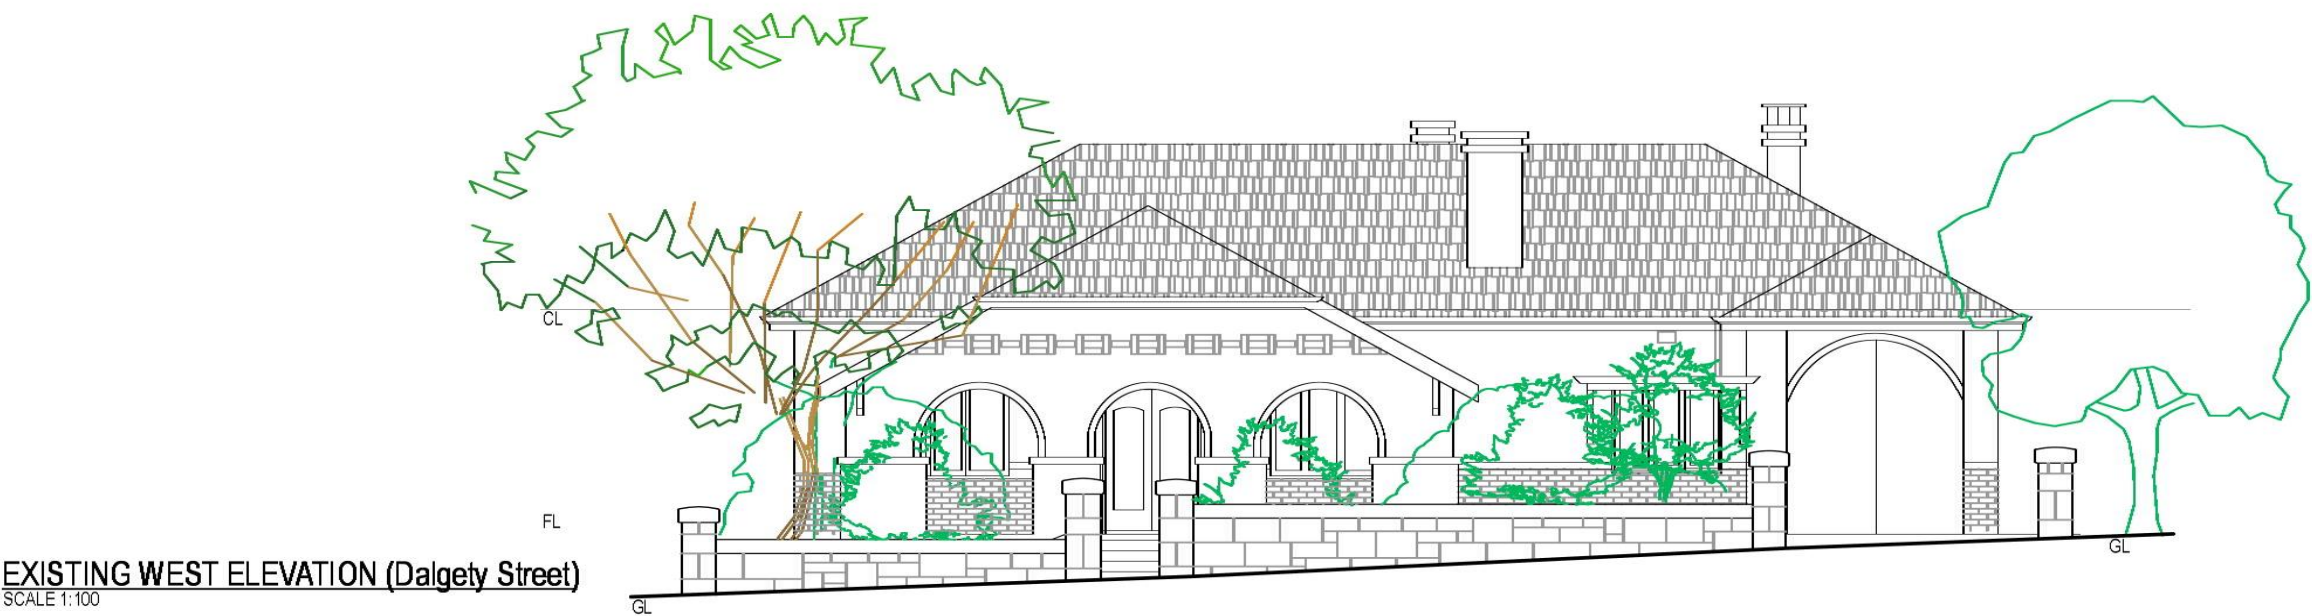 CL
FL
EXISTING WEST ELEVATION (Dalgety Street)
SCALE 1:100
GL
GL